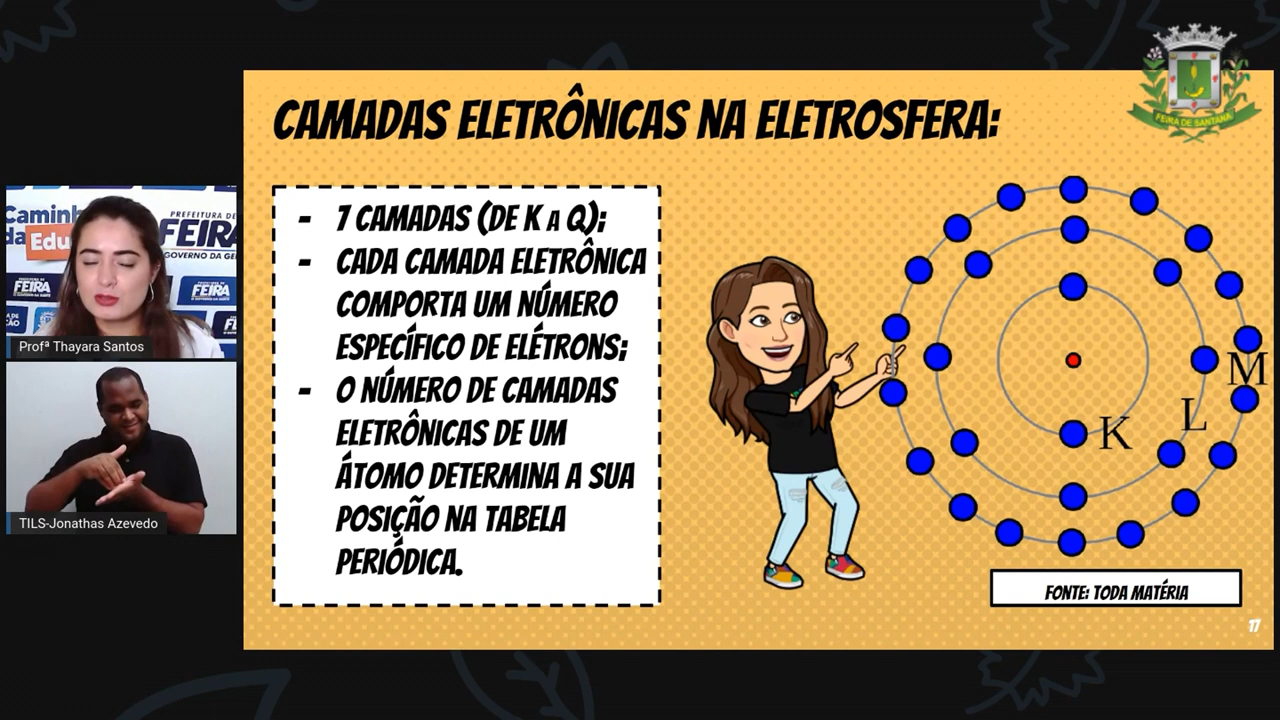 CAMADAS ELETRÔNICAS NA ELETROSFERA:
FEIRA DE SANTANA
- 7 CAMADAS (DE K A Q);
- CADA CAMADA ELETRÔNICA
COMPORTA UM NÚMERO
ESPECÍFICO DE ELÉTRONS;
- O NÚMERO DE CAMADAS
ELETRÔNICAS DE UM
ÁTOMO DETERMINA A SUA
POSIÇÃO NA TABELA
PERIÓDICA.
K
L
M
FONTE: TODA MATÉRIA
17
PREFEITURA DE
FEIRA
FEIRA
FEIRA
Profª Thayara Santos
TILS-Jonathas Azevedo